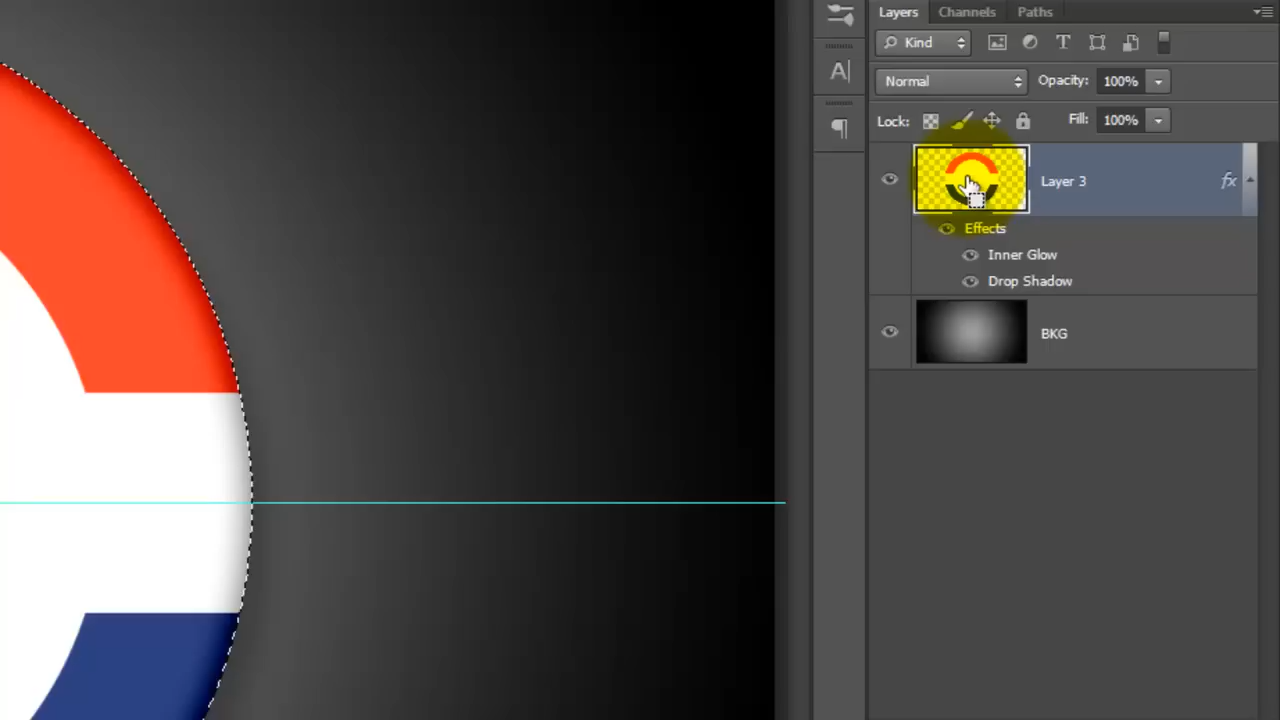 Layers Channels Paths
Kind T
A|
Normal Opacity: 100%
Lock: Fill: 100%
¶
Layer 3 fx
Effects
Inner Glow
Drop Shadow
BKG